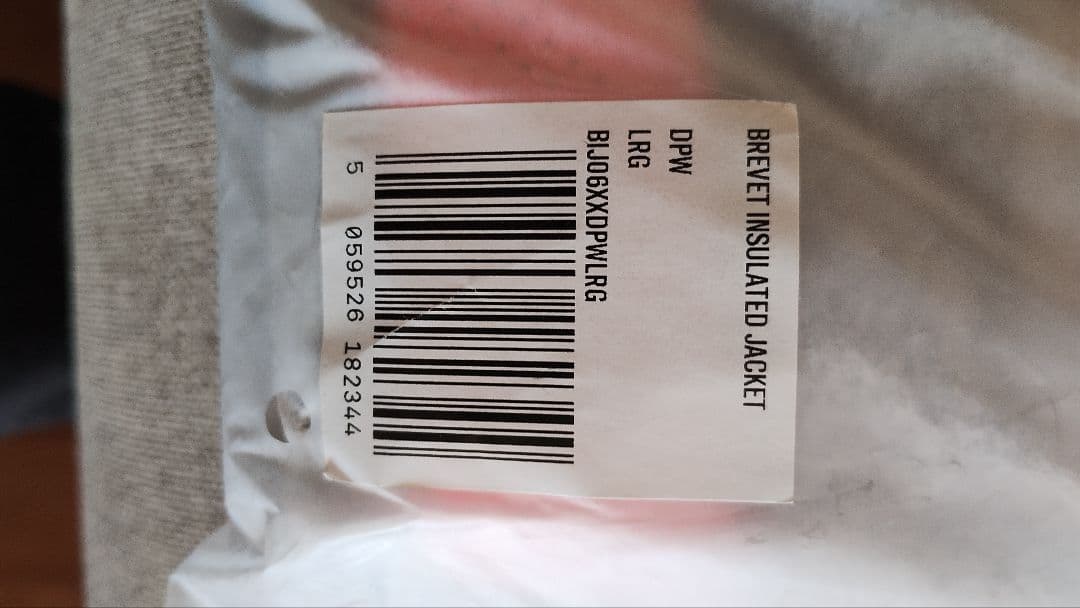 BREVET INSULATED JACKET
DPW
LRG
BIJ06XXDPWLRG
5 059526 182344